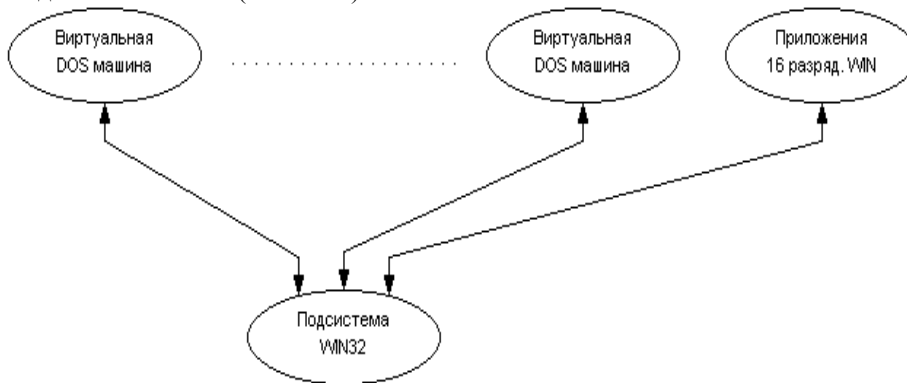 Виртуальная
DOS машина
Виртуальная
DOS машина
Приложения
16 разряд. WIN
Подсистема
WIN32